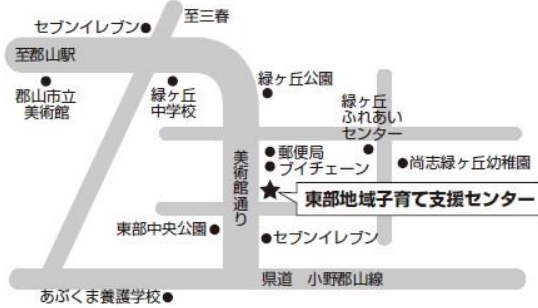 至三春
セブンイレブン
至郡山駅
郡山市立
美術館
緑ヶ丘
中学校
緑ヶ丘公園
緑ヶ丘
ふれあい
センター
郵便局
ブイチェーン
尚志緑ヶ丘幼稚園
美術館通り
東部地域子育て支援センター
東部中央公園
セブンイレブン
県道 小野郡山線
あぶくま養護学校